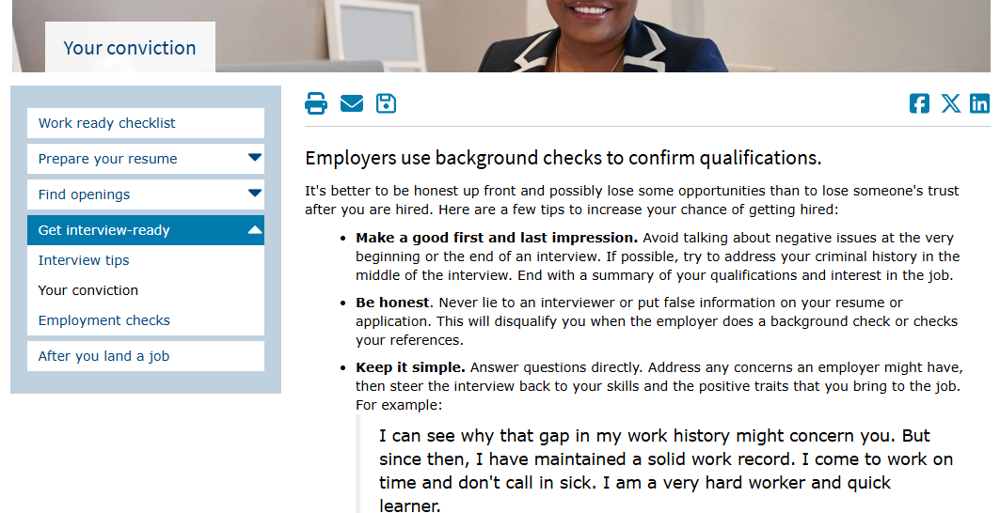 Your conviction
Work ready checklist
Prepare your resume
Find openings
Get interview-ready
Interview tips
Your conviction
Employment checks
After you land a job
Employers use background checks to confirm qualifications.
It's better to be honest up front and possibly lose some opportunities than to lose someone's trust
after you are hired. Here are a few tips to increase your chance of getting hired:
• Make a good first and last impression. Avoid talking about negative issues at the very
beginning or the end of an interview. If possible, try to address your criminal history in the
middle of the interview. End with a summary of your qualifications and interest in the job.
• Be honest. Never lie to an interviewer or put false information on your resume or
application. This will disqualify you when the employer does a background check or checks
your references.
• Keep it simple. Answer questions directly. Address any concerns an employer might have,
then steer the interview back to your skills and the positive traits that you bring to the job.
For example:
I can see why that gap in my work history might concern you. But
since then, I have maintained a solid work record. I come to work on
time and don't call in sick. I am a very hard worker and quick
learner.